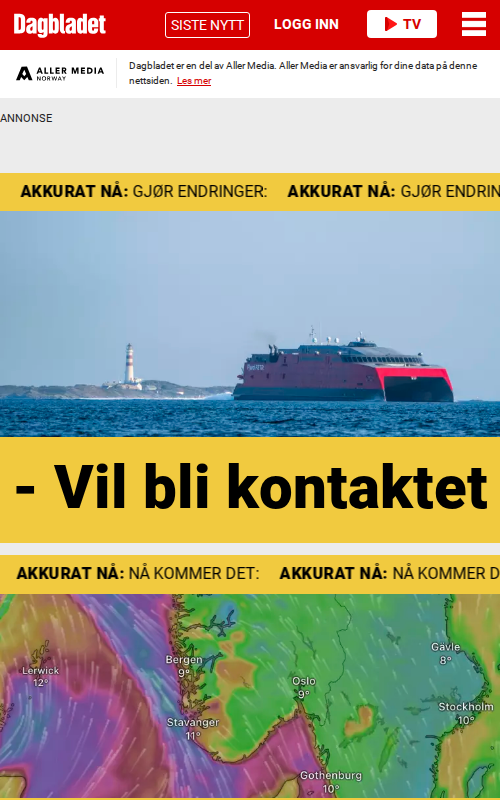 Dagbladet SISTE NYTT LOGG INN TV
ALLER MEDIA
NORWAY
Dagbladet er en del av Aller Media. Aller Media er ansvarlig for dine data på denne
nettsiden. Les mer
ANNONSE
AKKURAT NÅ: GJØR ENDRINGER: AKKURAT NÅ: GJØR ENDRIN
- Vil bli kontaktet
AKKURAT NÅ: NÅ KOMMER DET: AKKURAT NÅ: NÅ KOMMER D
Gävle
8°
Bergen
9°
Lerwick
12°
Oslo
9°
Stockholm
10°
Stavanger
11°
Gothenburg
10°